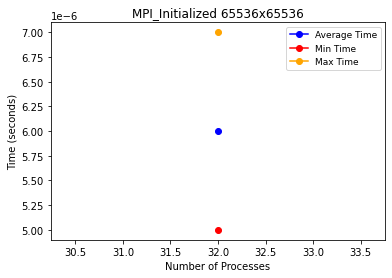 MPI_Initialized 65536x65536
1e−6
7.00
6.75
6.50
6.25
6.00
5.75
5.50
5.25
5.00
Time (seconds)
Average Time
Min Time
Max Time
30.5 31.0 31.5 32.0 32.5 33.0 33.5
Number of Processes